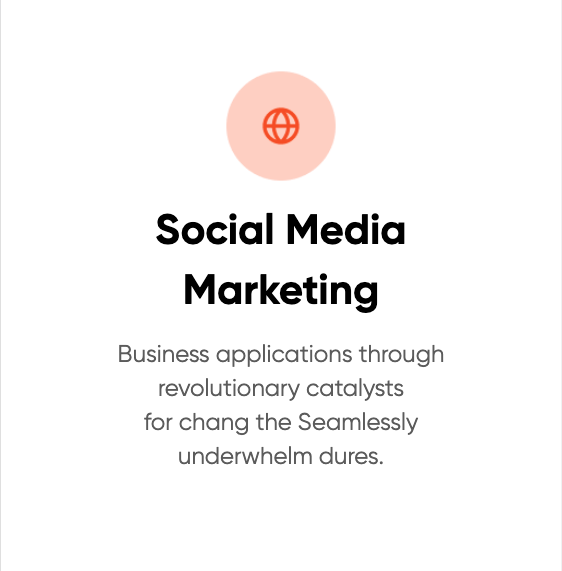 Social Media
Marketing
Business applications through
revolutionary catalysts
for chang the Seamlessly
underwhelm dures.